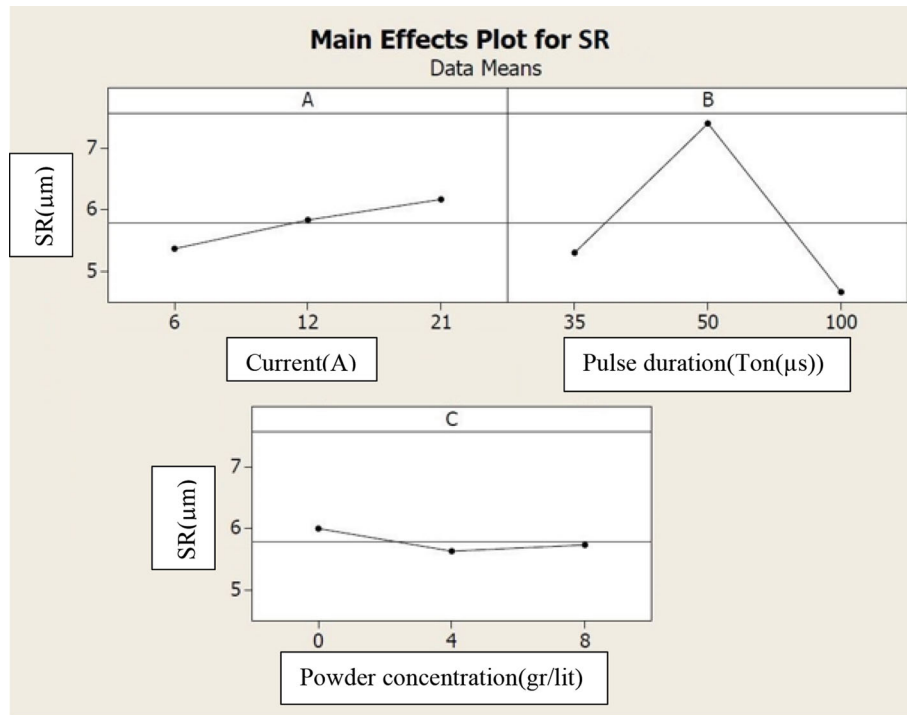 Main Effects Plot for SR
Data Means
A
B
SR(µm)
7
6
5
6 12 21
35 50 100
Current(A)
Pulse duration(Ton(µs))
C
SR(µm)
7
6
5
0 4 8
Powder concentration(gr/lit)